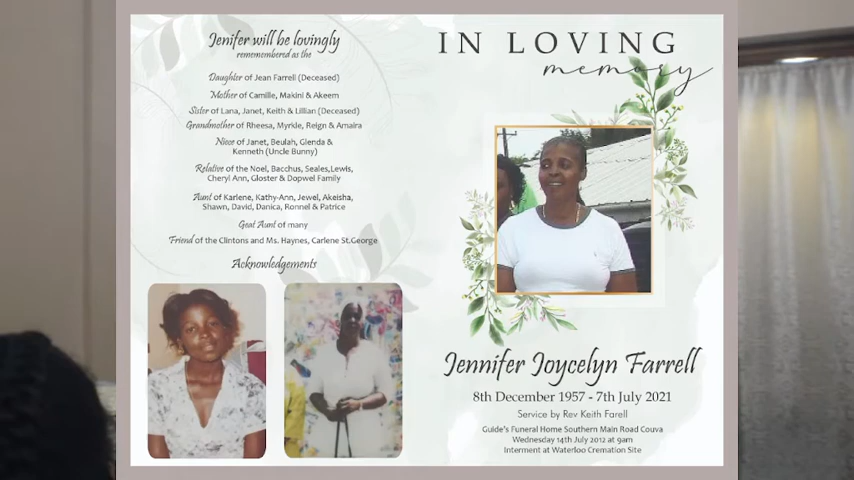 Jenifer will be lovingly
rememembered as the
Daughter of Jean Farrell (Deceased)
Mother of Camille, Makini & Akeem
Sister of Lana, Janet, Keith & Lillian (Deceased)
Grandmother of Rheesa, Myrkle, Reign & Amaira
Niece of Janet, Beulah, Glenda &
Kenneth (Uncle Bunny)
Relative of the Noel, Bacchus, Seales,Lewis,
Cheryl Ann, Gloster & Dopwel Family
Aunt of Karlene, Kathy-Ann, Jewel, Akeisha,
Shawn, David, Danica, Ronnel & Patrice
Geat Aunt of many
Friend of the Clintons and Ms. Haynes, Carlene St.George
Acknowledgements
IN LOVING
memory
Jennifer Joycelyn Farrell
8th December 1957 - 7th July 2021
Service by Rev Keith Farell
Guide's Funeral Home Southern Main Road Couva
Wednesday 14th July 2012 at 9am
Interment at Waterloo Cremation Site